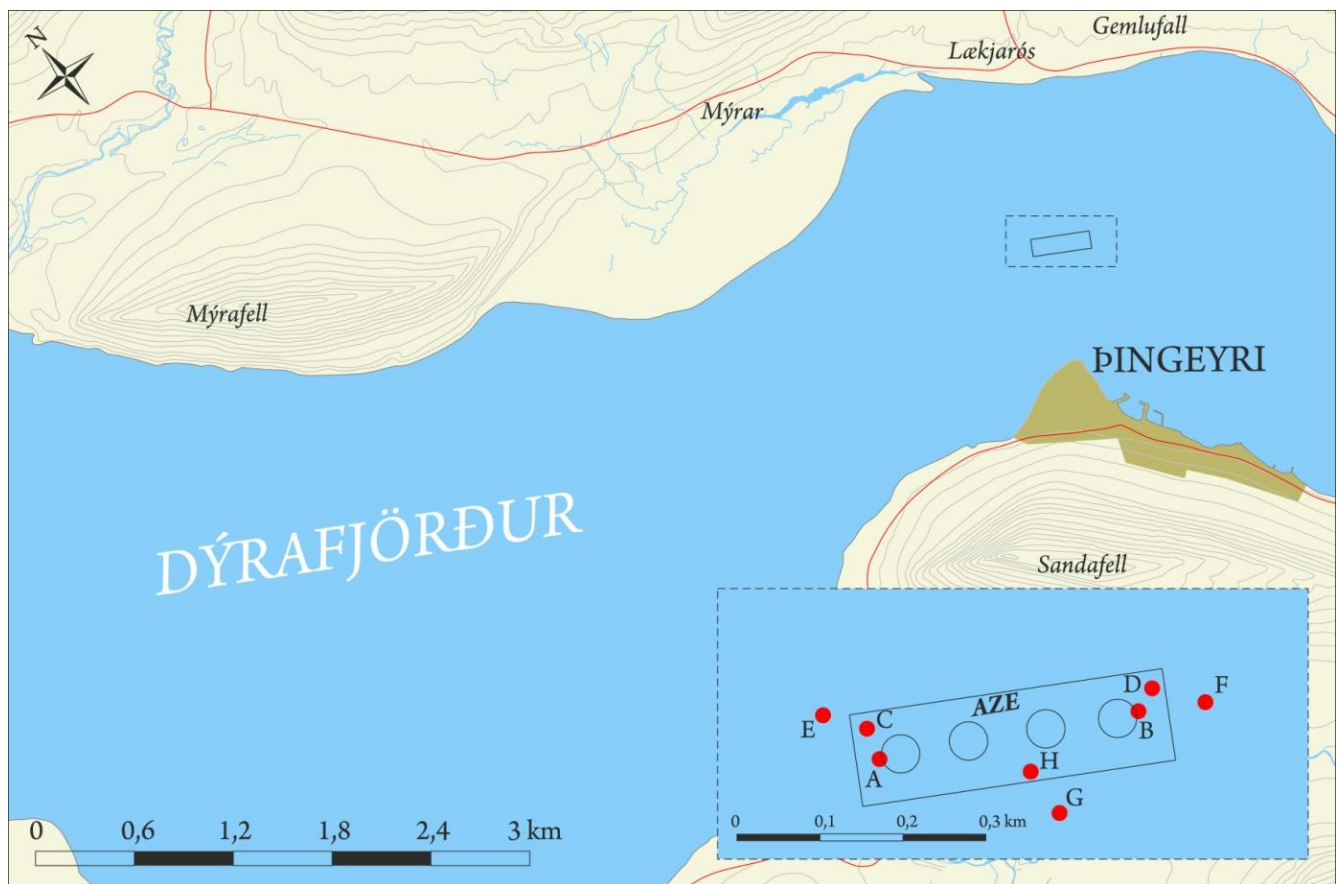 N
Gemlufall
Lækjarós
Mýrar
Mýrafell
ÞINGEYRI
DÝRAFJÖRÐUR
Sandafell
AZE
D
F
E
C
B
A
H
G
0 0,1 0,2 0,3 km
0 0,6 1,2 1,8 2,4 3 km